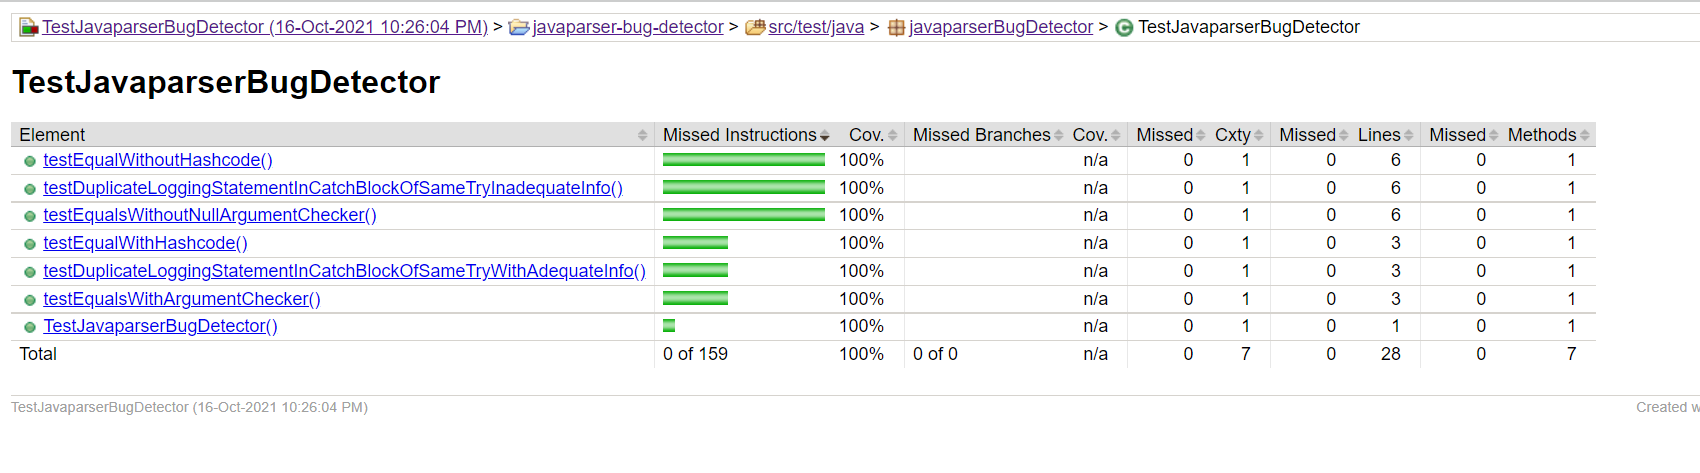 TestJavaparserBugDetector (16-Oct-2021 10:26:04 PM) > javaparser-bug-detector > src/test/java > javaparserBugDetector > TestJavaparserBugDetector
TestJavaparserBugDetector
Element Missed Instructions Cov. Missed Branches Cov. Missed Cxty Missed Lines Missed Methods
testEqualWithoutHashcode() 100% n/a 0 1 0 6 0 1
testDuplicateLoggingStatementInCatchBlockOfSameTryInadequateInfo() 100% n/a 0 1 0 6 0 1
testEqualsWithoutNullArgumentChecker() 100% n/a 0 1 0 6 0 1
testEqualWithHashcode() 100% n/a 0 1 0 3 0 1
testDuplicateLoggingStatementInCatchBlockOfSameTryWithAdequateInfo() 100% n/a 0 1 0 3 0 1
testEqualsWithArgumentChecker() 100% n/a 0 1 0 3 0 1
TestJavaparserBugDetector() 100% n/a 0 1 0 1 0 1
Total 0 of 159 100% 0 of 0 n/a 0 7 0 28 0 7
TestJavaparserBugDetector (16-Oct-2021 10:26:04 PM) Created w